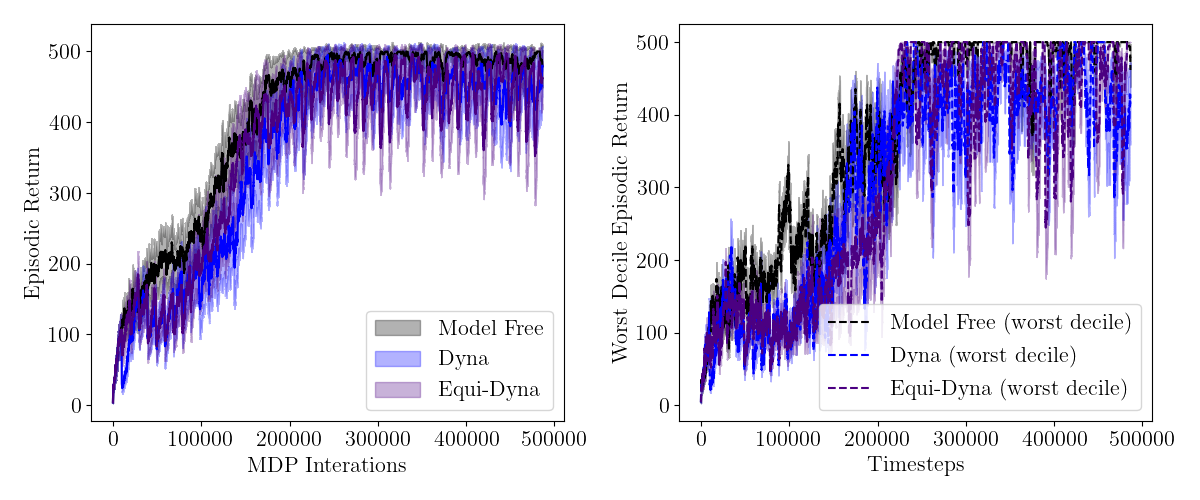 Episodic Return
500
400
300
200
100
0
Model Free
Dyna
Equi-Dyna
0 100000 200000 300000 400000 500000
MDP Interations
Worst Decile Episodic Return
500
400
300
200
100
0
Model Free (worst decile)
Dyna (worst decile)
Equi-Dyna (worst decile)
0 100000 200000 300000 400000 500000
Timesteps